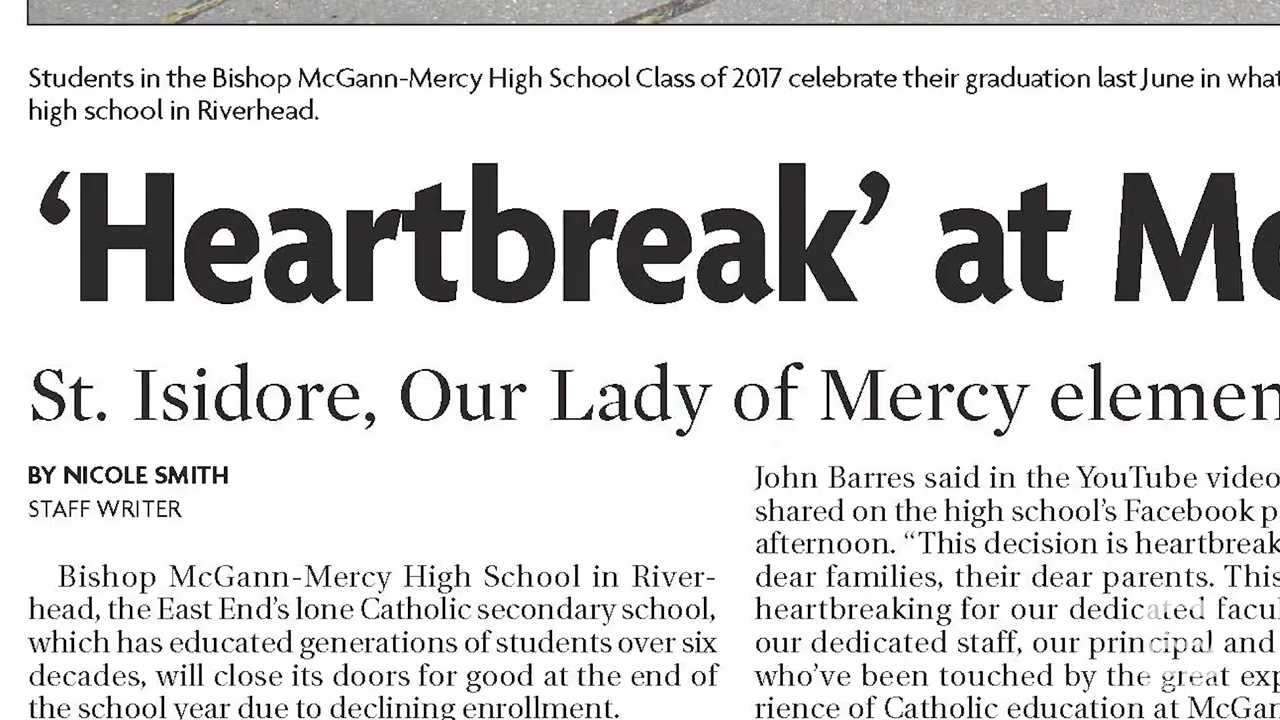 Students in the Bishop McGann-Mercy High School Class of 2017 celebrate their graduation last June in what
high school in Riverhead.
‘Heartbreak’ at
St. Isidore, Our Lady of Mercy
BY NICOLE SMITH
STAFF WRITER
Bishop McGann-Mercy High School in River-
head, the East End’s lone Catholic secondary school,
which has educated generations of students over six
decades, will close its doors for good at the end of
the school year due to declining enrollment.
John Barres said in the YouTube video
shared on the high school’s Facebook
afternoon. “This decision is
dear families, their dear parents. This
heartbreaking for our dedicated
our dedicated staff, our principal and
who’ve been touched by the great
rience of Catholic education at